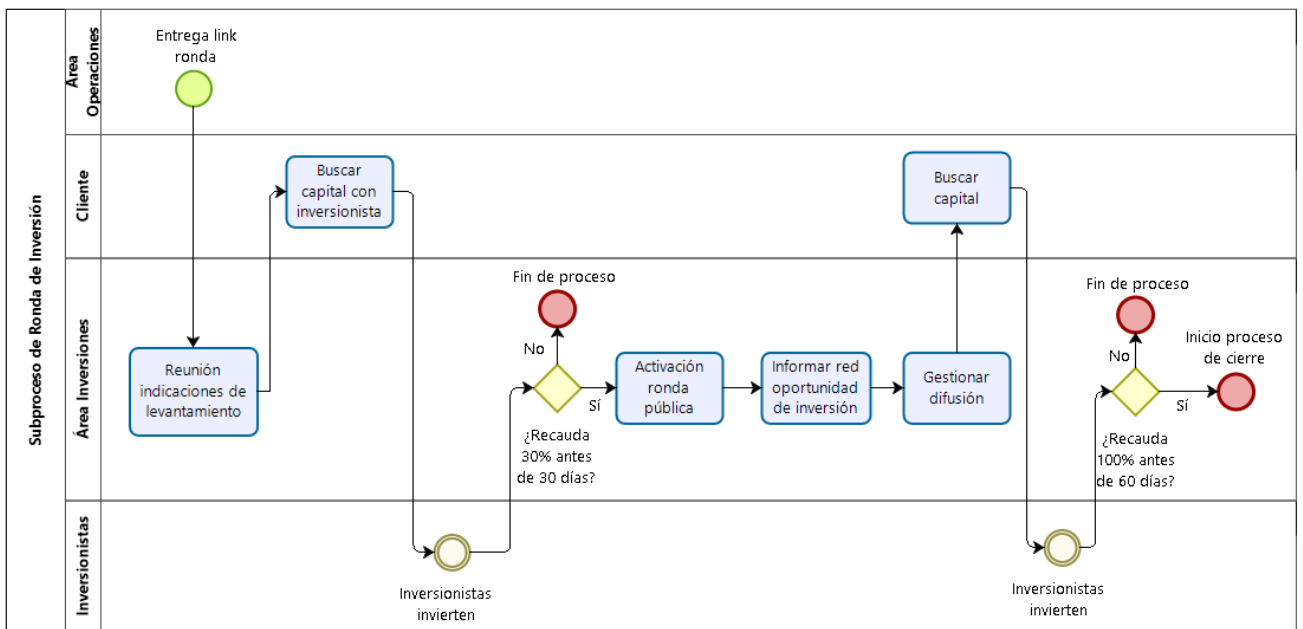 Subproceso de Ronda de Inversión
Área
Operaciones
Entrega link
ronda
Cliente
Buscar
capital con
inversionista
Buscar
capital
Área Inversiones
Reunión
indicaciones de
levantamiento
Fin de proceso
No
Sí
¿Recauda
30% antes
de 30 días?
Activación
ronda
pública
Informar red
oportunidad
de inversión
Gestionar
difusión
Fin de proceso
No
Sí
¿Recauda
100% antes
de 60 días?
Inicio proceso
de cierre
Inversionistas
Inversionistas
invierten
Inversionistas
invierten